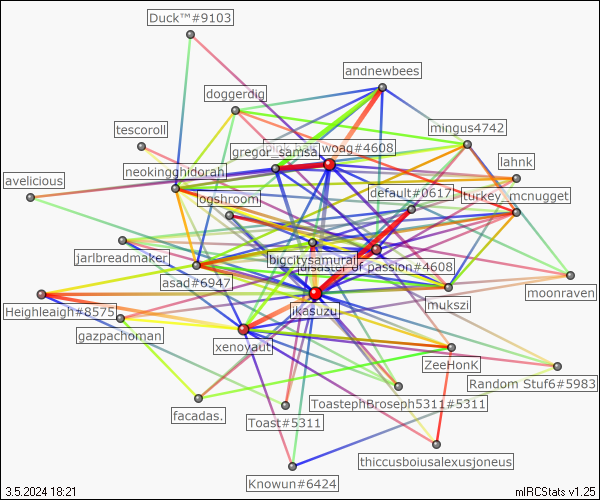 Duck™#9103
andnewbees
doggerdig
mingus4742
tescoroll
woag#4608
gregor_samsa
lahnk
neokingghidorah
avelicious
default#0617
turkey_mcnugget
ogshroom
jarlbreadmaker
bigcitysamurai
disaster of passion#4608
asad#6947
moonraven
mukszi
Heighleaigh#8575
ikasuzu
gazpachoman
xenoyaut
ZeeHonK
Random Stuf6#5983
ToastephBroseph5311#5311
facadas.
Toast#5311
thiccusboiusalexusjoneus
Knowun#6424
3.5.2024 18:21
mIRCStats v1.25